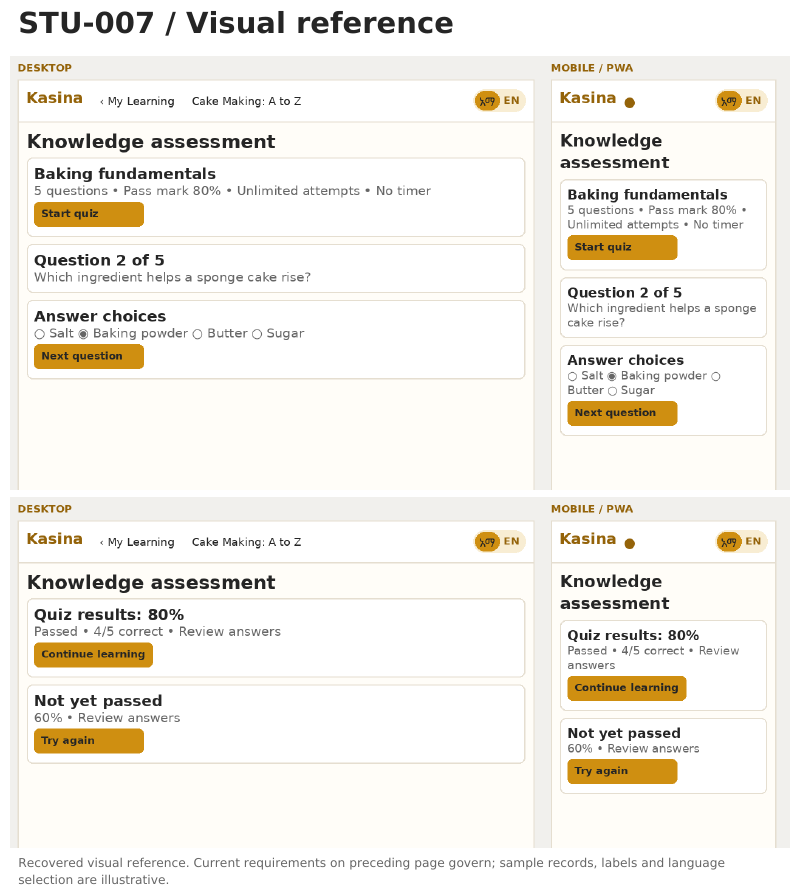 STU-007 / Visual reference
DESKTOP
MOBILE / PWA
Kasina
‹ My Learning
Cake Making: A to Z
EN
Knowledge assessment
Baking fundamentals
5 questions • Pass mark 80% • Unlimited attempts • No timer
Start quiz
Question 2 of 5
Which ingredient helps a sponge cake rise?
Answer choices
○ Salt ◉ Baking powder ○ Butter ○ Sugar
Next question
Kasina
EN
Knowledge
assessment
Baking fundamentals
5 questions • Pass mark 80% •
Unlimited attempts • No timer
Start quiz
Question 2 of 5
Which ingredient helps a sponge
cake rise?
Answer choices
○ Salt ◉ Baking powder ○
Butter ○ Sugar
Next question
DESKTOP
MOBILE / PWA
Kasina
‹ My Learning
Cake Making: A to Z
EN
Knowledge assessment
Quiz results: 80%
Passed • 4/5 correct • Review answers
Continue learning
Not yet passed
60% • Review answers
Try again
Kasina
EN
Knowledge
assessment
Quiz results: 80%
Passed • 4/5 correct • Review
answers
Continue learning
Not yet passed
60% • Review answers
Try again
Recovered visual reference. Current requirements on preceding page govern; sample records, labels and language
selection are illustrative.